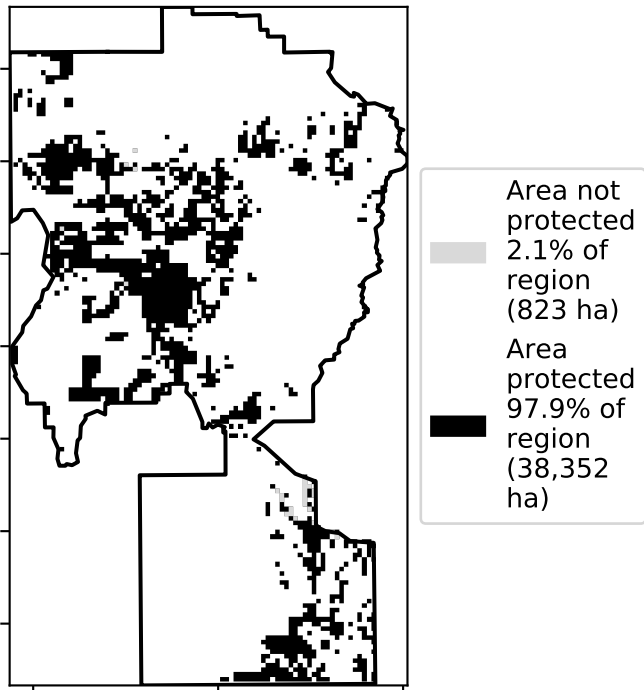 Area not
protected
2.1% of
region
(823 ha)
Area
protected
97.9% of
region
(38,352
ha)